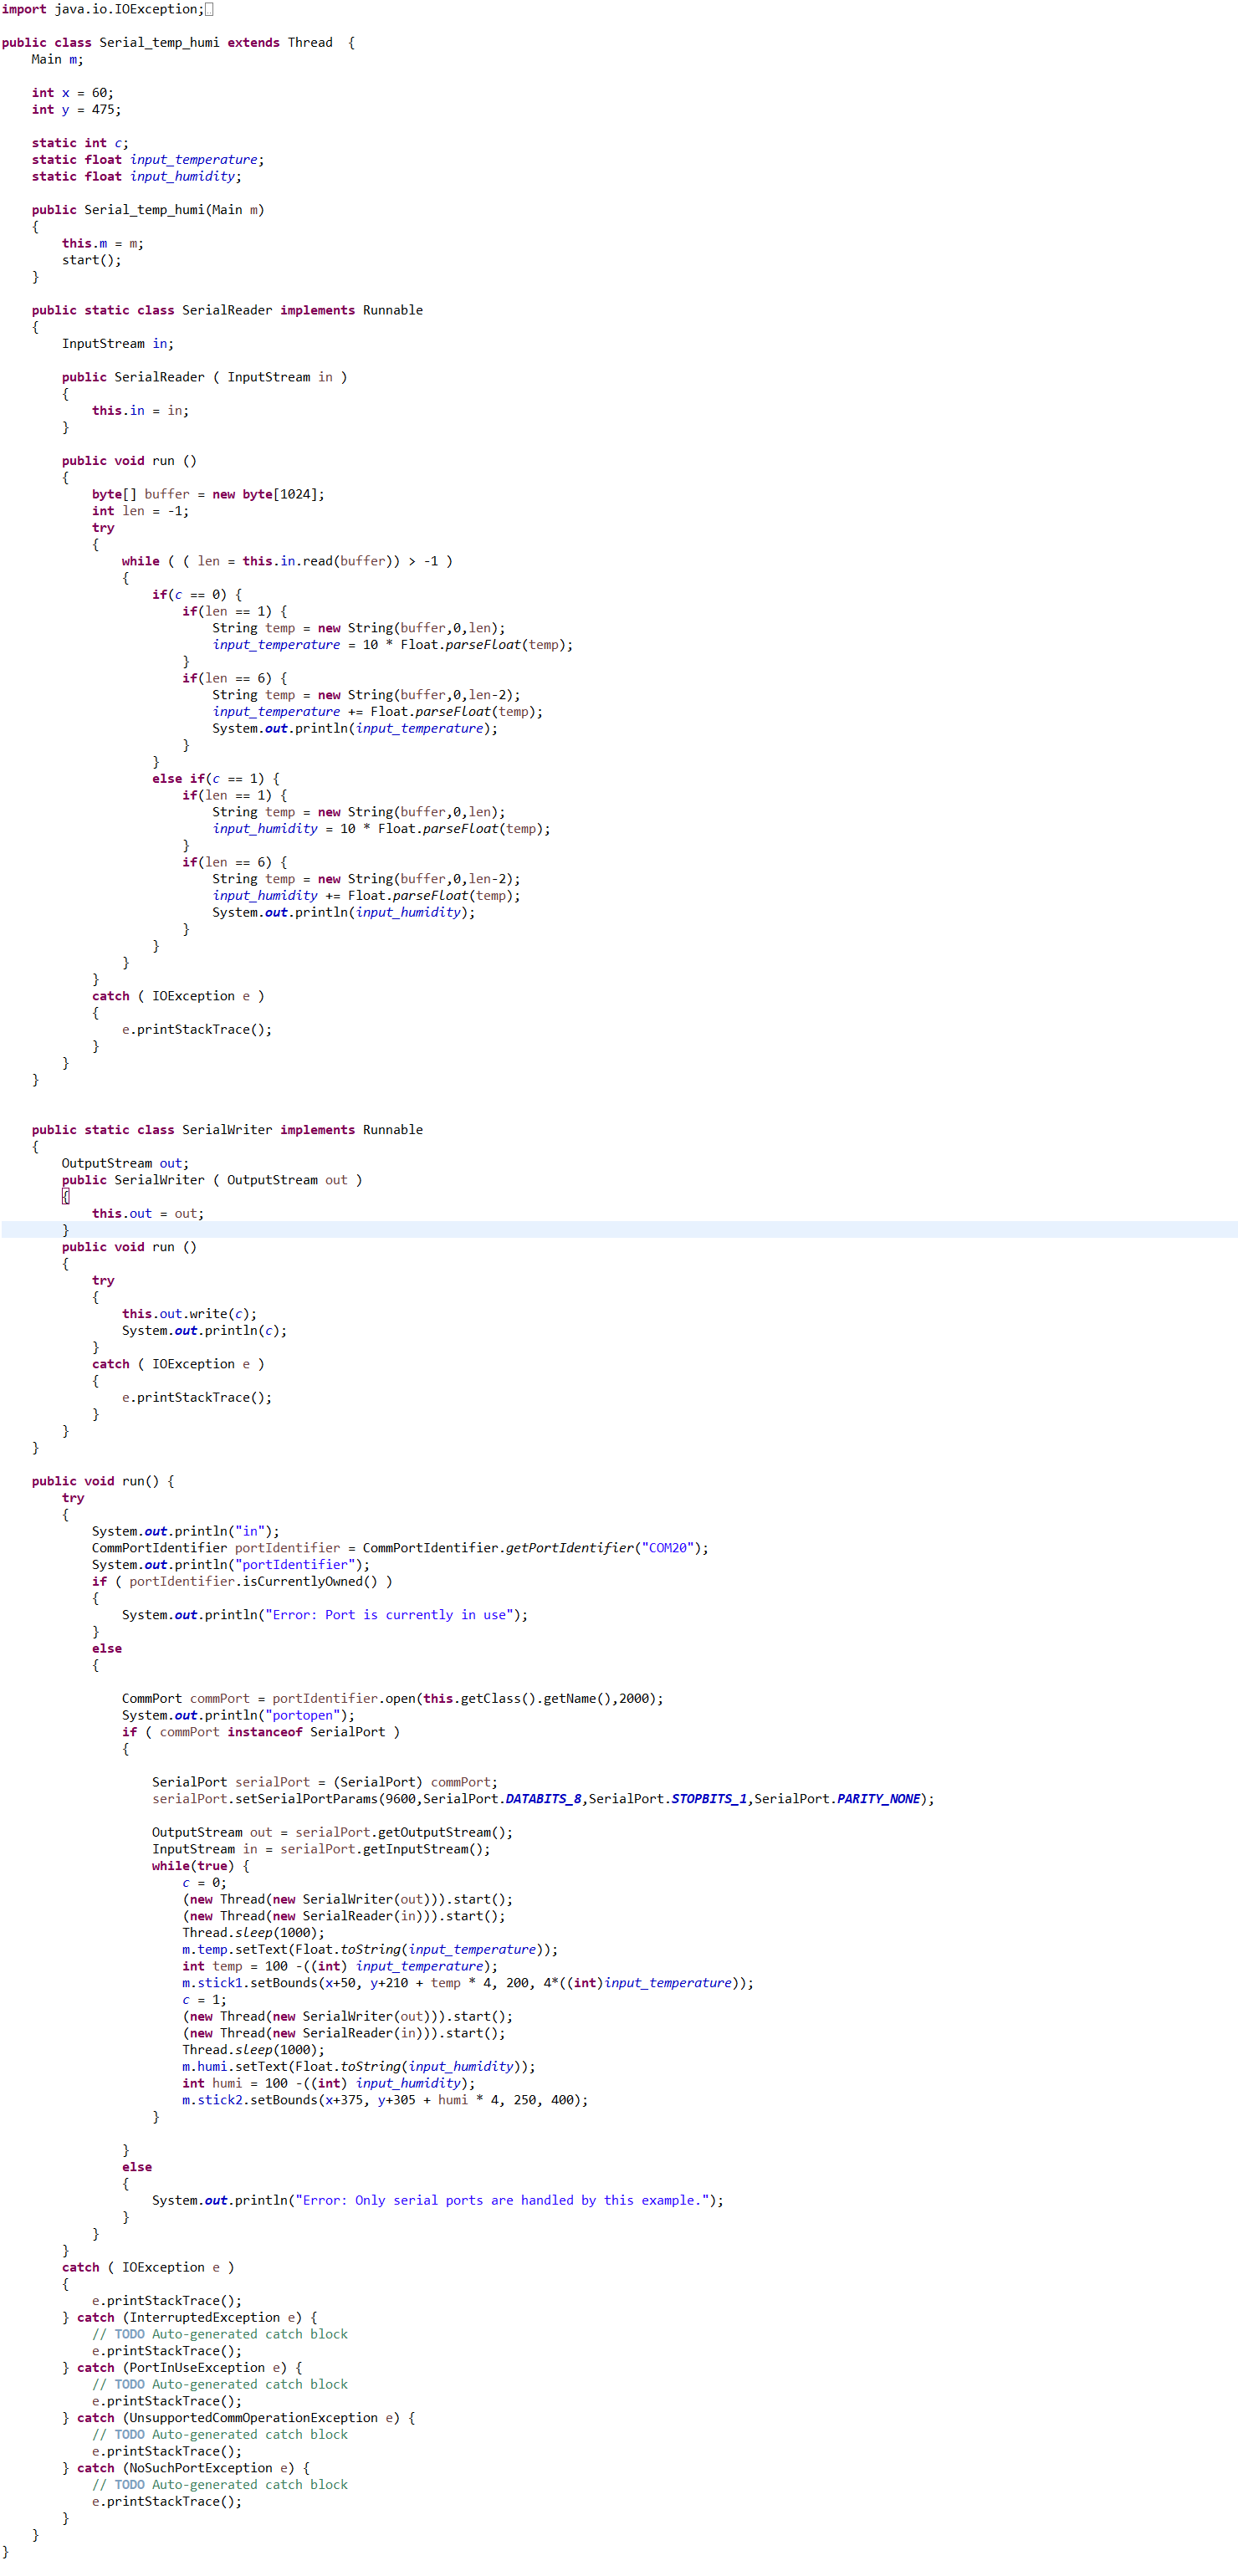 import java.io.IOException;
public class Serial_temp_humi extends Thread  {
    Main m;
    int x = 60;
    int y = 475;
    static int c;
    static float input_temperature;
    static float input_humidity;
    public Serial_temp_humi(Main m)
    {
        this.m = m;
        start();
    }
    public static class SerialReader implements Runnable
    {
        InputStream in;
        public SerialReader ( InputStream in )
        {
            this.in = in;
        }
        public void run ()
        {
            byte[] buffer = new byte[1024];
            int len = -1;
            try
            {
                while ( ( len = this.in.read(buffer)) > -1 )
                {
                    if(c == 0) {
                        if(len == 1) {
                            String temp = new String(buffer,0,len);
                            input_temperature = 10 * Float.parseFloat(temp);
                        }
                        if(len == 6) {
                            String temp = new String(buffer,0,len-2);
                            input_temperature += Float.parseFloat(temp);
                            System.out.println(input_temperature);
                        }
                    }
                    else if(c == 1) {
                        if(len == 1) {
                            String temp = new String(buffer,0,len);
                            input_humidity = 10 * Float.parseFloat(temp);
                        }
                        if(len == 6) {
                            String temp = new String(buffer,0,len-2);
                            input_humidity += Float.parseFloat(temp);
                            System.out.println(input_humidity);
                        }
                    }
                }
            }
            catch ( IOException e )
            {
                e.printStackTrace();
            }
        }
    }
    public static class SerialWriter implements Runnable
    {
        OutputStream out;
        public SerialWriter ( OutputStream out )
        {
            this.out = out;
        }
        public void run ()
        {
            try
            {
                this.out.write(c);
                System.out.println(c);
            }
            catch ( IOException e )
            {
                e.printStackTrace();
            }
        }
    }
    public void run() {
        try
        {
            System.out.println("in");
            CommPortIdentifier portIdentifier = CommPortIdentifier.getPortIdentifier("COM20");
            System.out.println("portIdentifier");
            if ( portIdentifier.isCurrentlyOwned() )
            {
                System.out.println("Error: Port is currently in use");
            }
            else
            {
                CommPort commPort = portIdentifier.open(this.getClass().getName(),2000);
                System.out.println("portopen");
                if ( commPort instanceof SerialPort )
                {
                    SerialPort serialPort = (SerialPort) commPort;
                    serialPort.setSerialPortParams(9600,SerialPort.DATABITS_8,SerialPort.STOPBITS_1,SerialPort.PARITY_NONE);
                    OutputStream out = serialPort.getOutputStream();
                    InputStream in = serialPort.getInputStream();
                    while(true) {
                        c = 0;
                        (new Thread(new SerialWriter(out))).start();
                        (new Thread(new SerialReader(in))).start();
                        Thread.sleep(1000);
                        m.temp.setText(Float.toString(input_temperature));
                        int temp = 100 -((int) input_temperature);
                        m.stick1.setBounds(x+50, y+210 + temp * 4, 200, 4*((int)input_temperature));
                        c = 1;
                        (new Thread(new SerialWriter(out))).start();
                        (new Thread(new SerialReader(in))).start();
                        Thread.sleep(1000);
                        m.humi.setText(Float.toString(input_humidity));
                        int humi = 100 -((int) input_humidity);
                        m.stick2.setBounds(x+375, y+305 + humi * 4, 250, 400);
                    }
                }
                else
                {
                    System.out.println("Error: Only serial ports are handled by this example.");
                }
            }
        }
        catch ( IOException e )
        {
            e.printStackTrace();
        } catch (InterruptedException e) {
            // TODO Auto-generated catch block
            e.printStackTrace();
        } catch (PortInUseException e) {
            // TODO Auto-generated catch block
            e.printStackTrace();
        } catch (UnsupportedCommOperationException e) {
            // TODO Auto-generated catch block
            e.printStackTrace();
        } catch (NoSuchPortException e) {
            // TODO Auto-generated catch block
            e.printStackTrace();
        }
    }
}